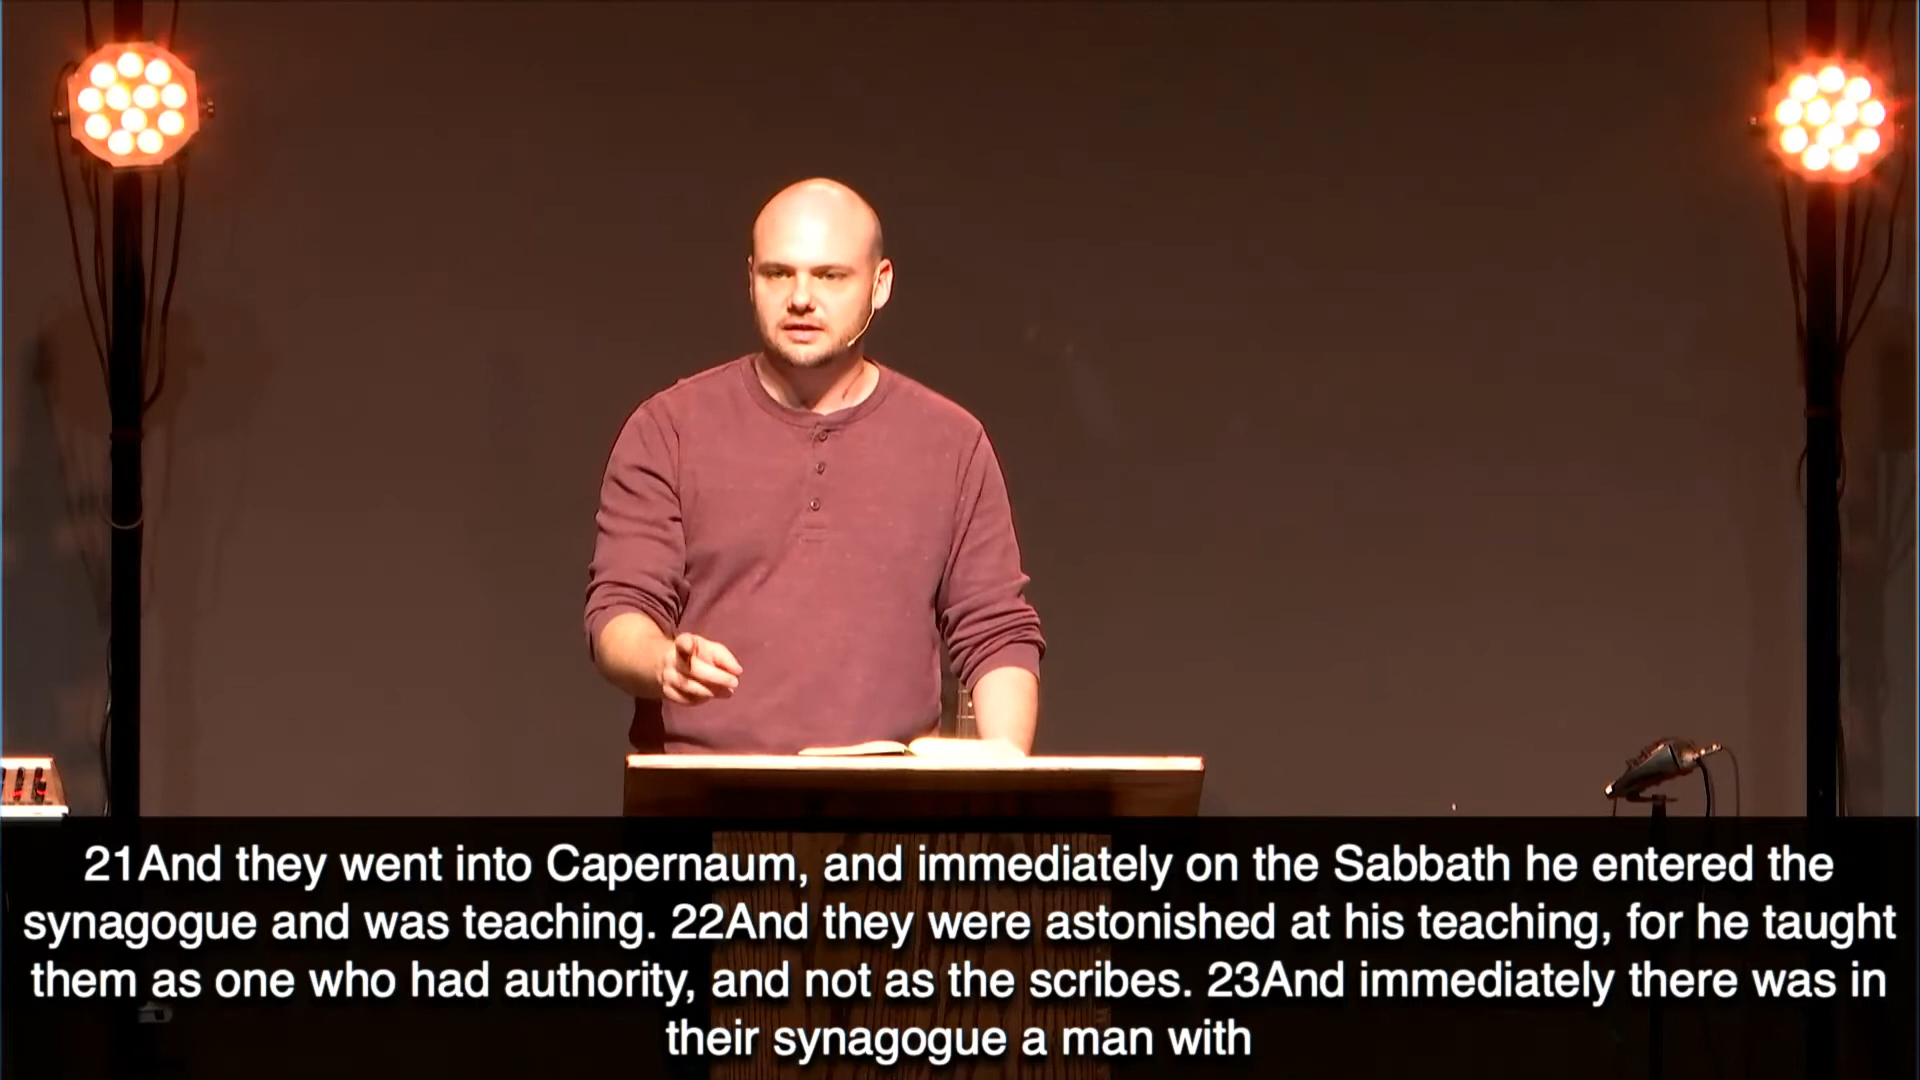 21And they went into Capernaum, and immediately on the Sabbath he entered the
synagogue and was teaching. 22And they were astonished at his teaching, for he taught
them as one who had authority, and not as the scribes. 23And immediately there was in
their synagogue a man with